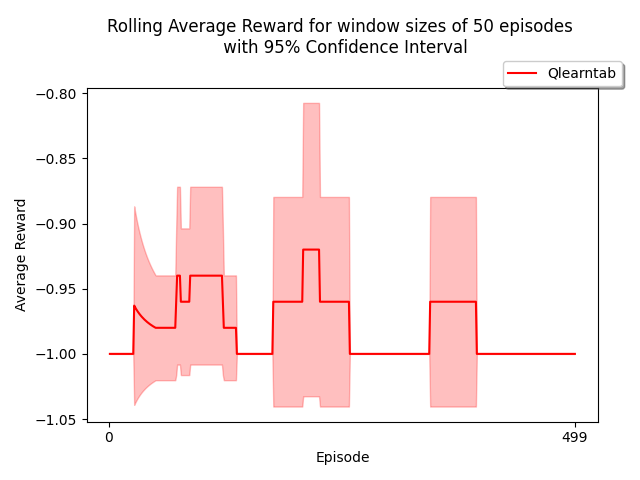 Rolling Average Reward for window sizes of 50 episodes
with 95% Confidence Interval
Qlearntab
−0.80
−0.85
−0.90
−0.95
−1.00
−1.05
Average Reward
0
499
Episode